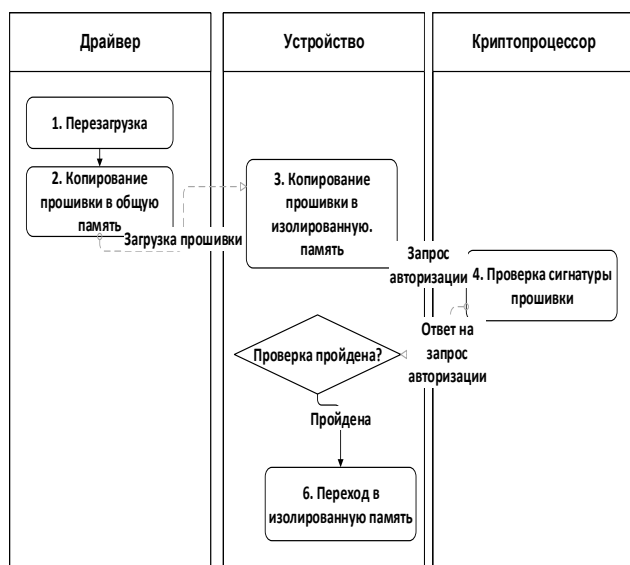 Драйвер
Устройство
Криптопроцессор
1. Перезагрузка
2. Копирование
прошивки в общую
память
Загрузка прошивки
3. Копирование
прошивки в
изолированную.
память
Запрос
авторизации
4. Проверка сигнатуры
прошивки
Ответ на
запрос
авторизации
Проверка пройдена?
Пройдена
6. Переход в
изолированную память